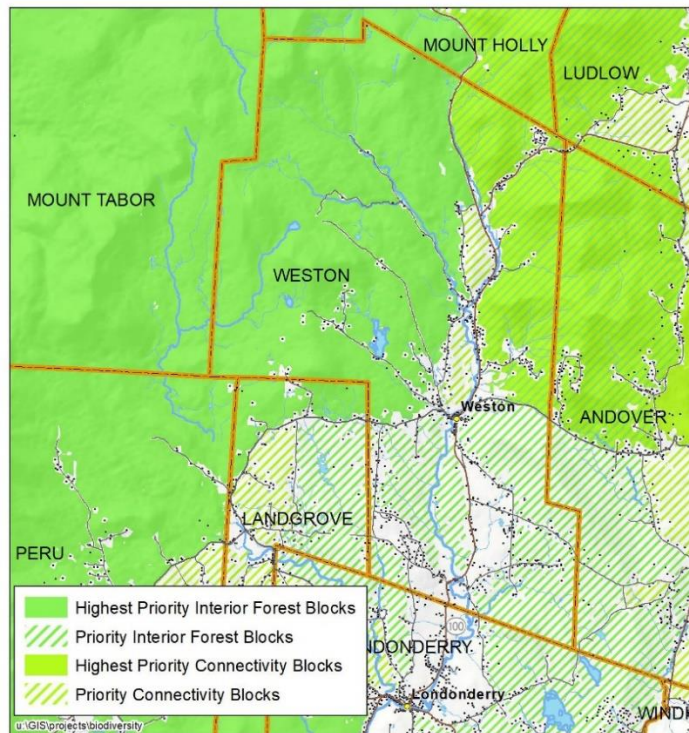 MOUNT HOLLY
LUDLOW
MOUNT TABOR
WESTON
Weston
ANDOVER
LANDGROVE
PERU
Highest Priority Interior Forest Blocks
Priority Interior Forest Blocks
Highest Priority Connectivity Blocks
Priority Connectivity Blocks
100
NDONDERRY
Londonderry
WINDH
u:\GIS\projects\biodiversity